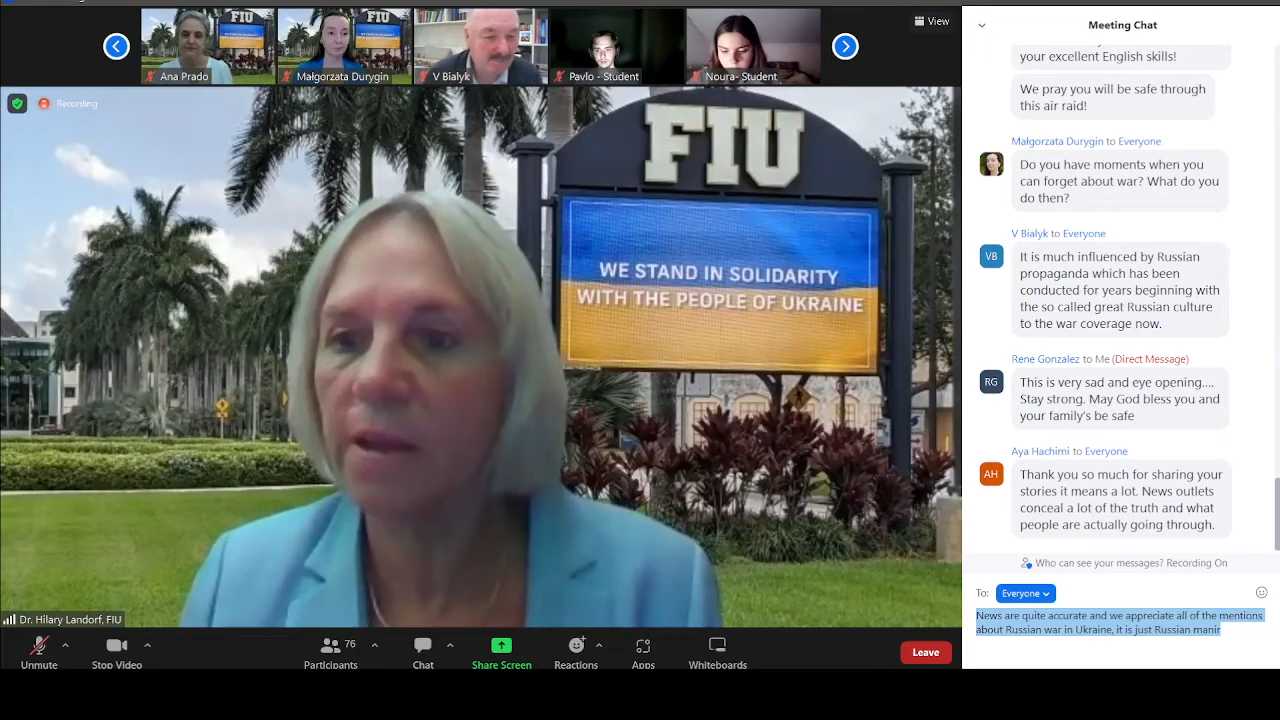 View
Ana Prado
Małgorzata Durygin
V Bialyk
Pavlo - Student
Noura- Student
Recording
FIU
WE STAND IN SOLIDARITY
WITH THE PEOPLE OF UKRAINE
Dr. Hilary Landorf, FIU
Unmute
Stop Video
76
Participants
Chat
Share Screen
Reactions
Apps
Whiteboards
Leave
Meeting Chat
your excellent English skills!
We pray you will be safe through
this air raid!
Małgorzata Durygin to Everyone
Do you have moments when you
can forget about war? What do you
do then?
V Bialyk to Everyone
VB
It is much influenced by Russian
propaganda which has been
conducted for years beginning with
the so called great Russian culture
to the war coverage now.
Rene Gonzalez to Me (Direct Message)
RG
This is very sad and eye opening....
Stay strong. May God bless you and
your family's be safe
Aya Hachimi to Everyone
AH
Thank you so much for sharing your
stories it means a lot. News outlets
conceal a lot of the truth and what
people are actually going through.
Who can see your messages? Recording On
To: Everyone
News are quite accurate and we appreciate all of the mentions
about Russian war in Ukraine, it is just Russian manir